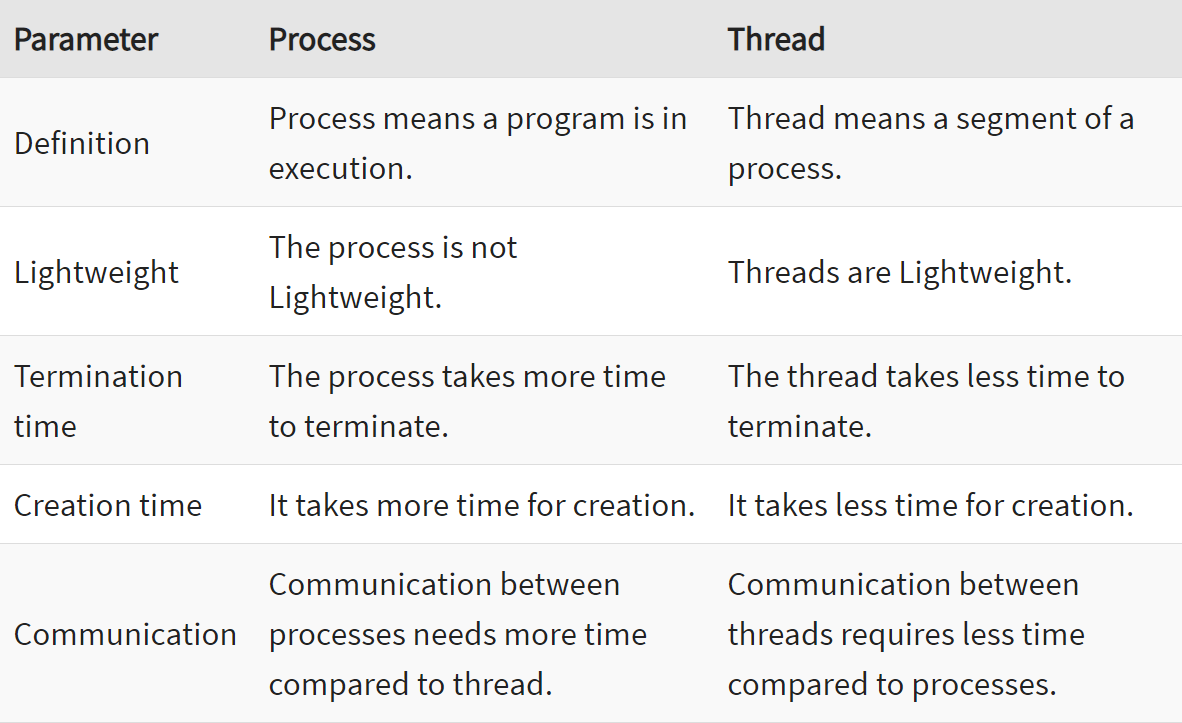 Parameter Process Thread
Definition
Process means a program is in
execution.
Thread means a segment of a
process.
Lightweight
The process is not
Lightweight.
Threads are Lightweight.
Termination
time
The process takes more time
to terminate.
The thread takes less time to
terminate.
Creation time
It takes more time for creation.
It takes less time for creation.
Communication
Communication between
processes needs more time
compared to thread.
Communication between
threads requires less time
compared to processes.